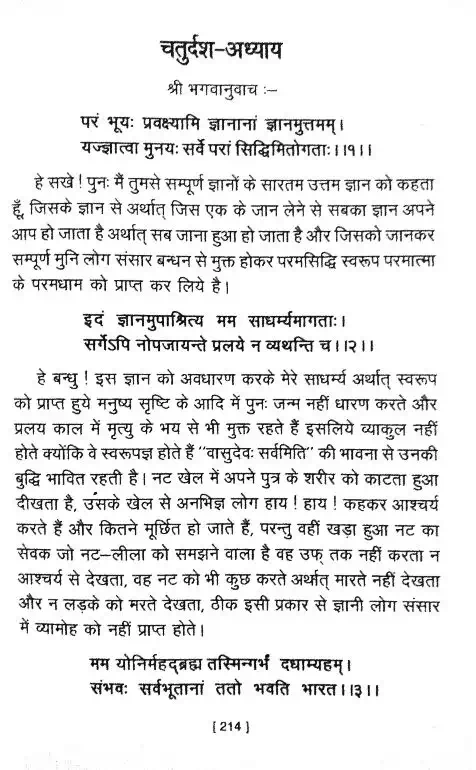 चतुर्दश–अध्याय
श्री भगवानुवाच :–
परं भूयः प्रवक्ष्यामि ज्ञानानां ज्ञानमुत्तमम्।
यज्ज्ञात्वा मुनयः सर्वे परां सिद्धिमितोगताः।।१।।
हे सखे ! पुनः मैं तुमसे सम्पूर्ण ज्ञानों के सारतम उत्तम ज्ञान को कहता
हूँ, जिसके ज्ञान से अर्थात् जिस एक के जान लेने से सबका ज्ञान अपने
आप हो जाता है अर्थात् सब जाना हुआ हो जाता है और जिसको जानकर
सम्पूर्ण मुनि लोग संसार बन्धन से मुक्त होकर परमसिद्धि स्वरूप परमात्मा
के परमधाम को प्राप्त कर लिये है।
इदं ज्ञानमुपाश्रित्य मम साधर्म्यमागताः।
सर्गेऽपि नोपजायन्ते प्रलये न व्यथन्ति च।।२।।
हे बन्धु ! इस ज्ञान को अवधारण करके मेरे साधर्म्य अर्थात् स्वरूप
को प्राप्त हुये मनुष्य सृष्टि के आदि में पुनः जन्म नहीं धारण करते और
प्रलय काल में मृत्यु के भय से भी मुक्त रहते हैं इसलिये व्याकुल नहीं
होते क्योंकि वे स्वरूपज्ञ होते हैं "वासुदेवः सर्वमिति" की भावना से उनकी
बुद्धि भावित रहती है। नट खेल में अपने पुत्र के शरीर को काटता हुआ
दीखता है, उसके खेल से अनभिज्ञ लोग हाय ! हाय ! कहकर आश्चर्य
करते हैं और कितने मूर्छित हो जाते हैं, परन्तु वहीं खड़ा हुआ नट का
सेवक जो नट–लीला को समझने वाला है वह उफ् तक नहीं करता न
आश्चर्य से देखता, वह नट को भी कुछ करते अर्थात् मारते नहीं देखता
और न लड़के को मरते देखता, ठीक इसी प्रकार से ज्ञानी लोग संसार
में व्यामोह को नहीं प्राप्त होते।
मम योनिर्महद्ब्रह्म तस्मिन्गर्भं दधाम्यहम्।
संभवः सर्वभूतानां ततो भवति भारत।।३।।
[ 214 ]